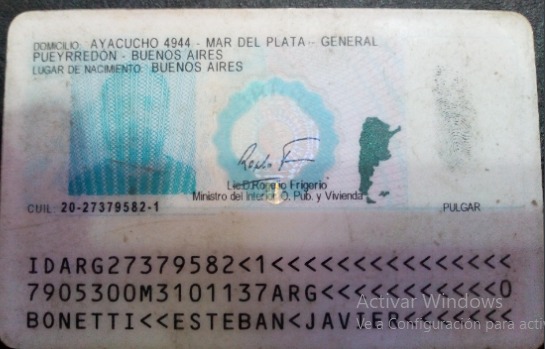 DOMICILIO: AYACUCHO 4944 - MAR DEL PLATA - GENERAL
PUEYRREDÓN - BUENOS AIRES
LUGAR DE NACIMIENTO: BUENOS AIRES
Lic. Rogelio Frigerio
Ministro del Interior, O. Pub. y Vivienda
CUIL: 20-27379582-1
PULGAR
IDARG27379582<1<<<<<<<<<<<<<<<
7905300M3101137ARG<<<<<<<<<<<0
BONETTI<<ESTEBAN<JAVIER<<<<<<<
Activar Windows
Ve a Configuración para activ